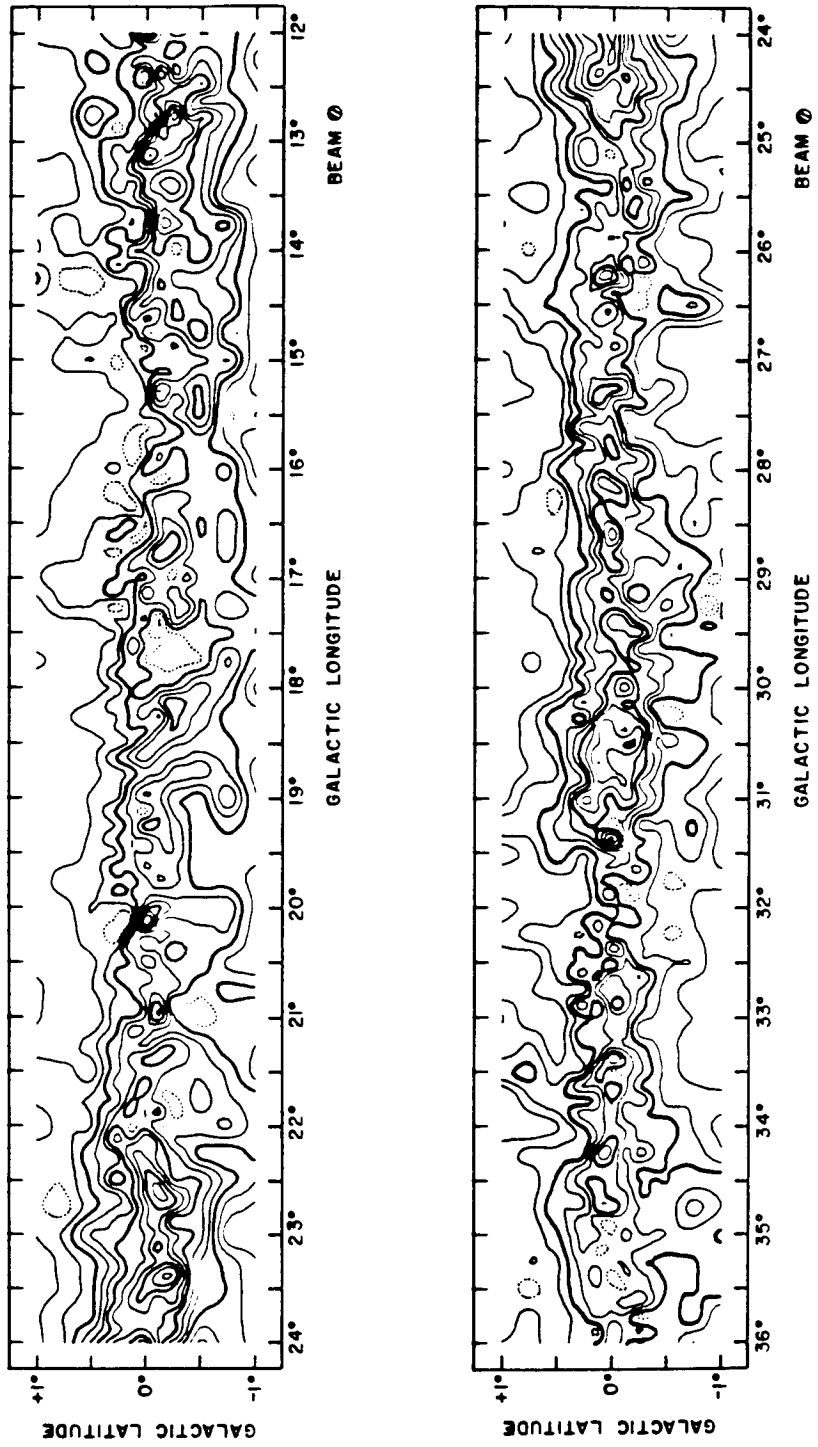 GALACTIC LATITUDE
+1°
0°
-1°
24° 23° 22° 21° 20° 19° 18° 17° 16° 15° 14° 13° 12°
GALACTIC LONGITUDE
BEAM
GALACTIC LATITUDE
+1°
0°
-1°
36° 35° 34° 33° 32° 31° 30° 29° 28° 27° 26° 25° 24°
GALACTIC LONGITUDE
BEAM